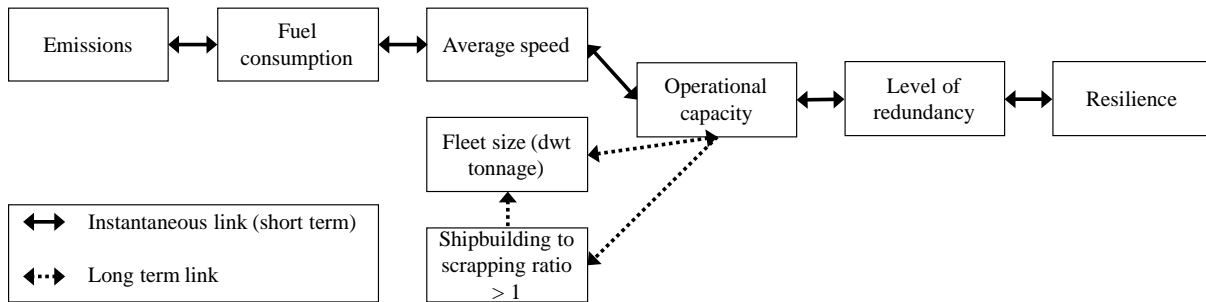 Emissions
Fuel
consumption
Average speed
Operational
capacity
Level of
redundancy
Resilience
Fleet size (dwt
tonnage)
Shipbuilding to
scrapping ratio
> 1
Instantaneous link (short term)
Long term link